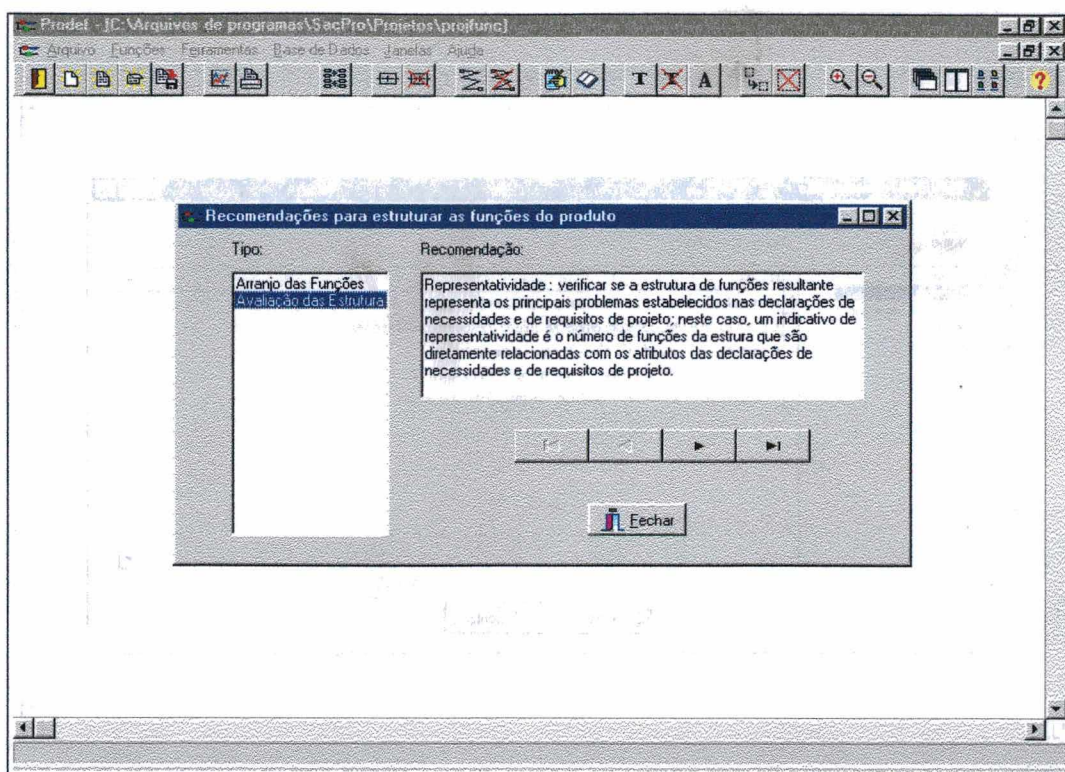 Prodef - [C:\Arquivos de programas\SacPro\Projetos\projfunc]
Arquivo Funções Ferramentas Base de Dados Janelas Ajuda
T T A
Recomendações para estruturar as funções do produto
Tipo:
Recomendação:
Arranjo das Funções
Avaliação das Estrutura
Representatividade : verificar se a estrutura de funções resultante
representa os principais problemas estabelecidos nas declarações de
necessidades e de requisitos de projeto; neste caso, um indicativo de
representatividade é o número de funções da estrura que são
diretamente relacionadas com os atributos das declarações de
necessidades e de requisitos de projeto.
Fechar